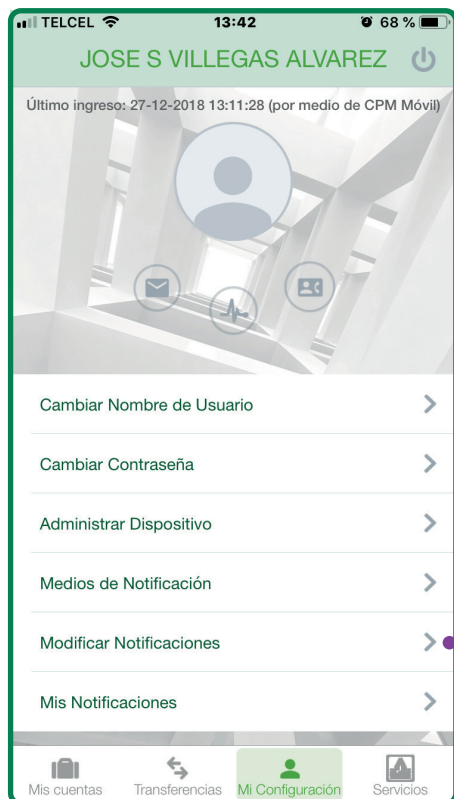 TELCEL 13:42 68 %
JOSE S VILLEGAS ALVAREZ
Último ingreso: 27-12-2018 13:11:28 (por medio de CPM Móvil)
Cambiar Nombre de Usuario
Cambiar Contraseña
Administrar Dispositivo
Medios de Notificación
Modificar Notificaciones
Mis Notificaciones
Mis cuentas Transferencias Mi Configuración Servicios